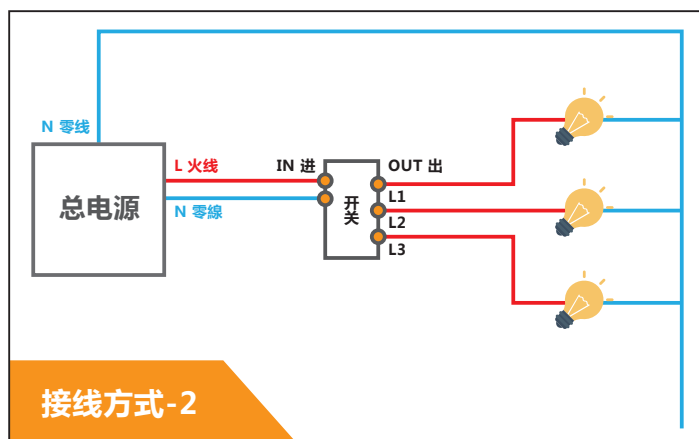 N 零线
L 火线
IN 进
OUT 出
总电源
N 零線
开关
L1
L2
L3
接线方式-2